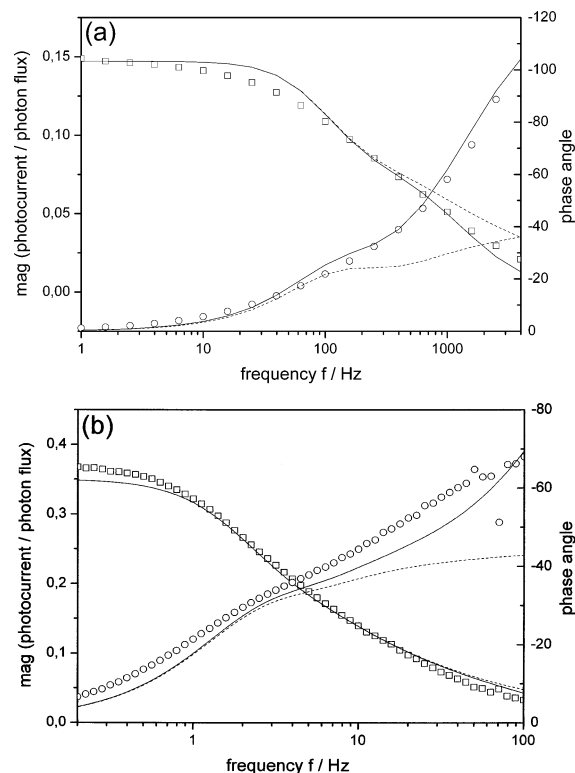 (a)
mag (photocurrent / photon flux)
0,15
0,10
0,05
0,00
-120
-100
-80
-60
-40
-20
0
phase angle
1 10 100 1000
frequency f / Hz
(b)
mag (photocurrent / photon flux)
0,4
0,3
0,2
0,1
0,0
-80
-60
-40
-20
0
phase angle
1 10 100
frequency f / Hz